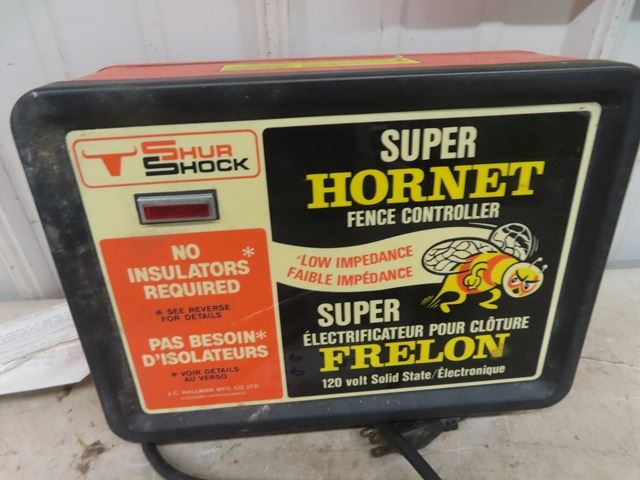 SHUR
SHOCK
NO
INSULATORS*
REQUIRED
* SEE REVERSE
FOR DETAILS
PAS BESOIN*
D'ISOLATEURS
* VOIR DÉTAILS
AU VERSO
J.C. HALLMAN MFG. CO. LTD.
SUPER
HORNET
FENCE CONTROLLER
LOW IMPEDANCE
FAIBLE IMPÉDANCE
SUPER
ÉLECTRIFICATEUR POUR CLÔTURE
FRELON
120 volt Solid State/Électronique